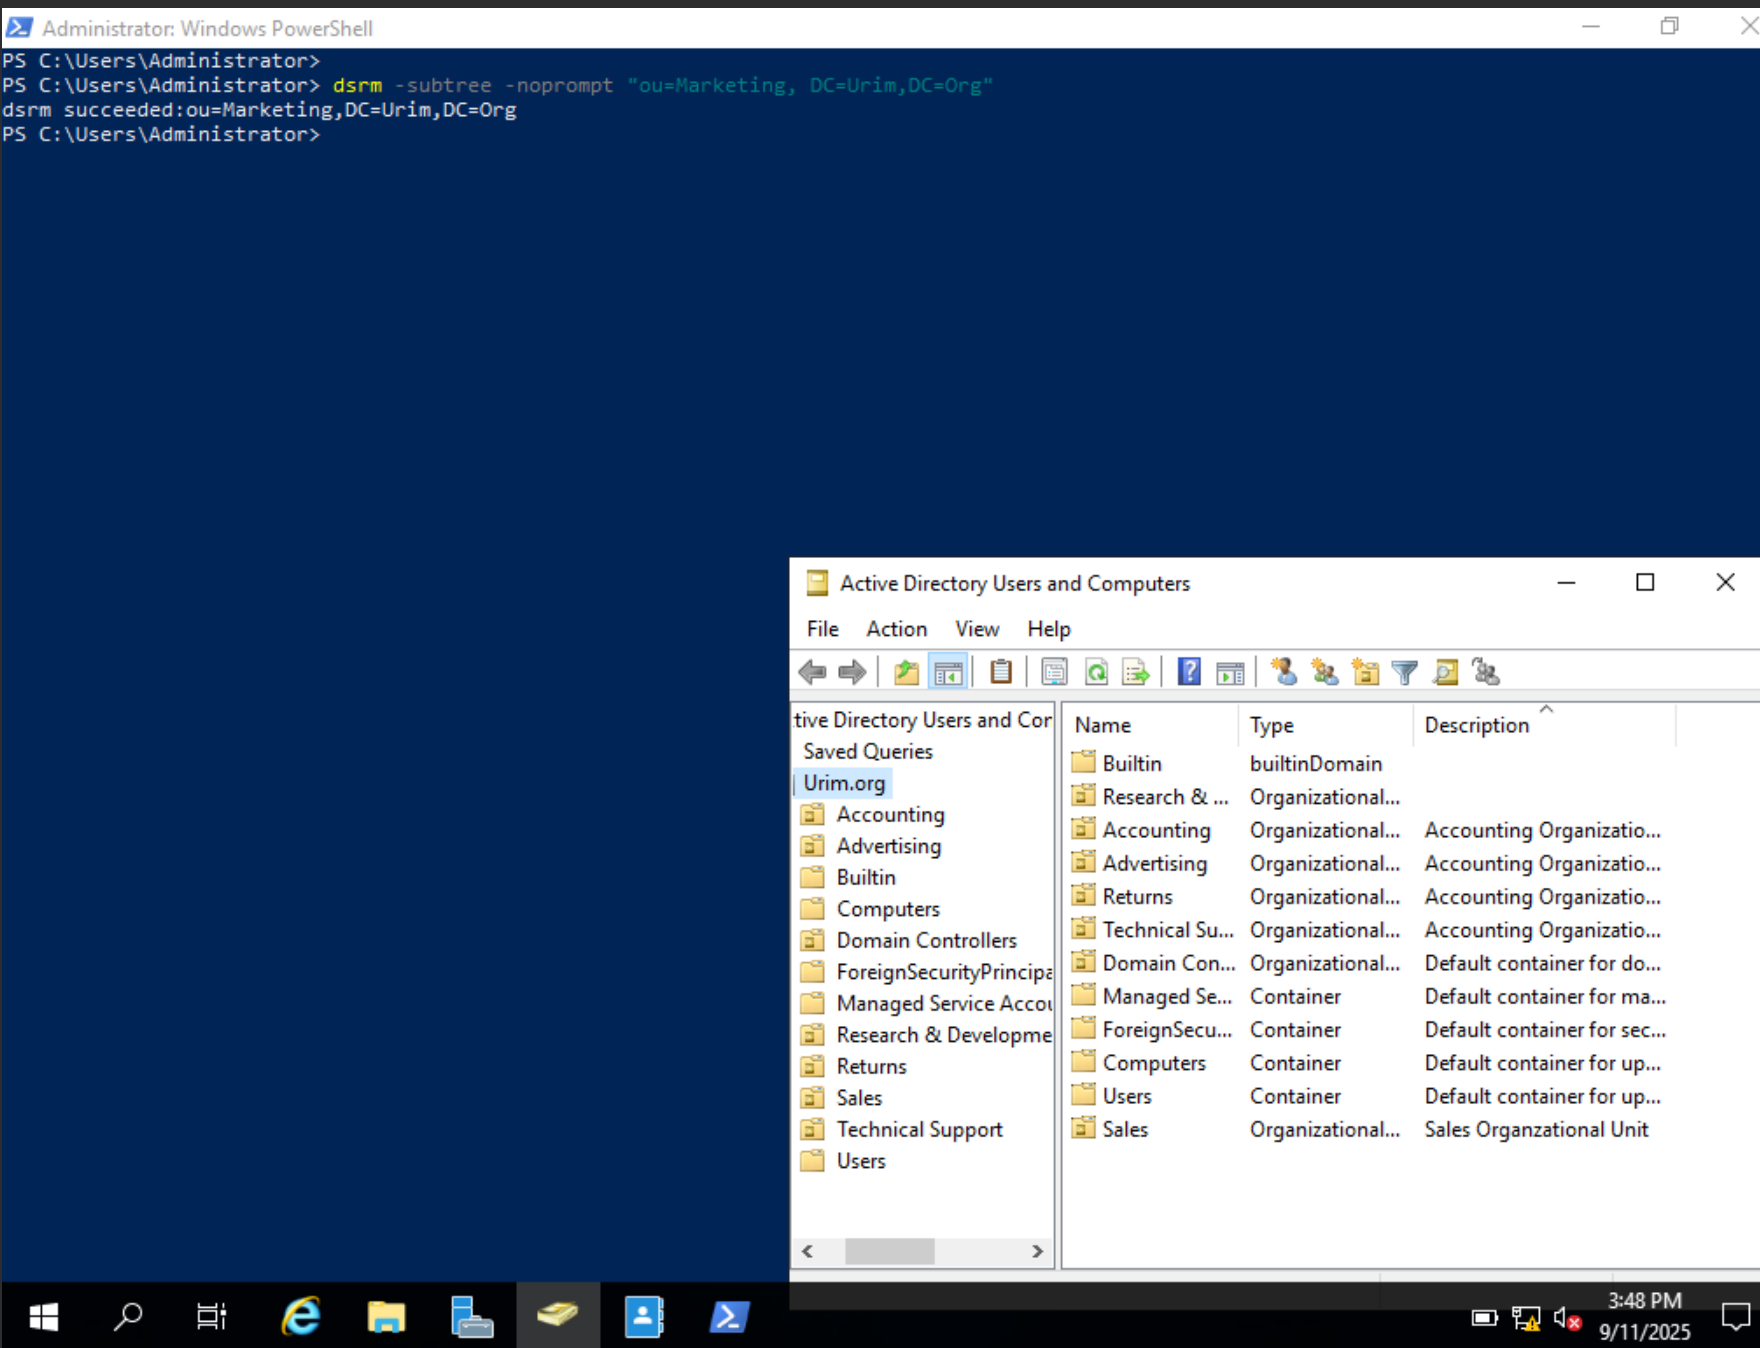 Administrator: Windows PowerShell
PS C:\Users\Administrator>
PS C:\Users\Administrator> dsrm -subtree -noprompt "ou=Marketing, DC=Urim,DC=Org"
dsrm succeeded:ou=Marketing,DC=Urim,DC=Org
PS C:\Users\Administrator>
Active Directory Users and Computers
File Action View Help
tive Directory Users and Cor
Saved Queries
Urim.org
Accounting
Advertising
Builtin
Computers
Domain Controllers
ForeignSecurityPrincipa
Managed Service Accou
Research & Developme
Returns
Sales
Technical Support
Users
Name Type Description
Builtin builtinDomain
Research & ... Organizational...
Accounting Organizational... Accounting Organizatio...
Advertising Organizational... Accounting Organizatio...
Returns Organizational... Accounting Organizatio...
Technical Su... Organizational... Accounting Organizatio...
Domain Con... Organizational... Default container for do...
Managed Se... Container Default container for ma...
ForeignSecu... Container Default container for sec...
Computers Container Default container for up...
Users Container Default container for up...
Sales Organizational... Sales Organzational Unit
3:48 PM
9/11/2025